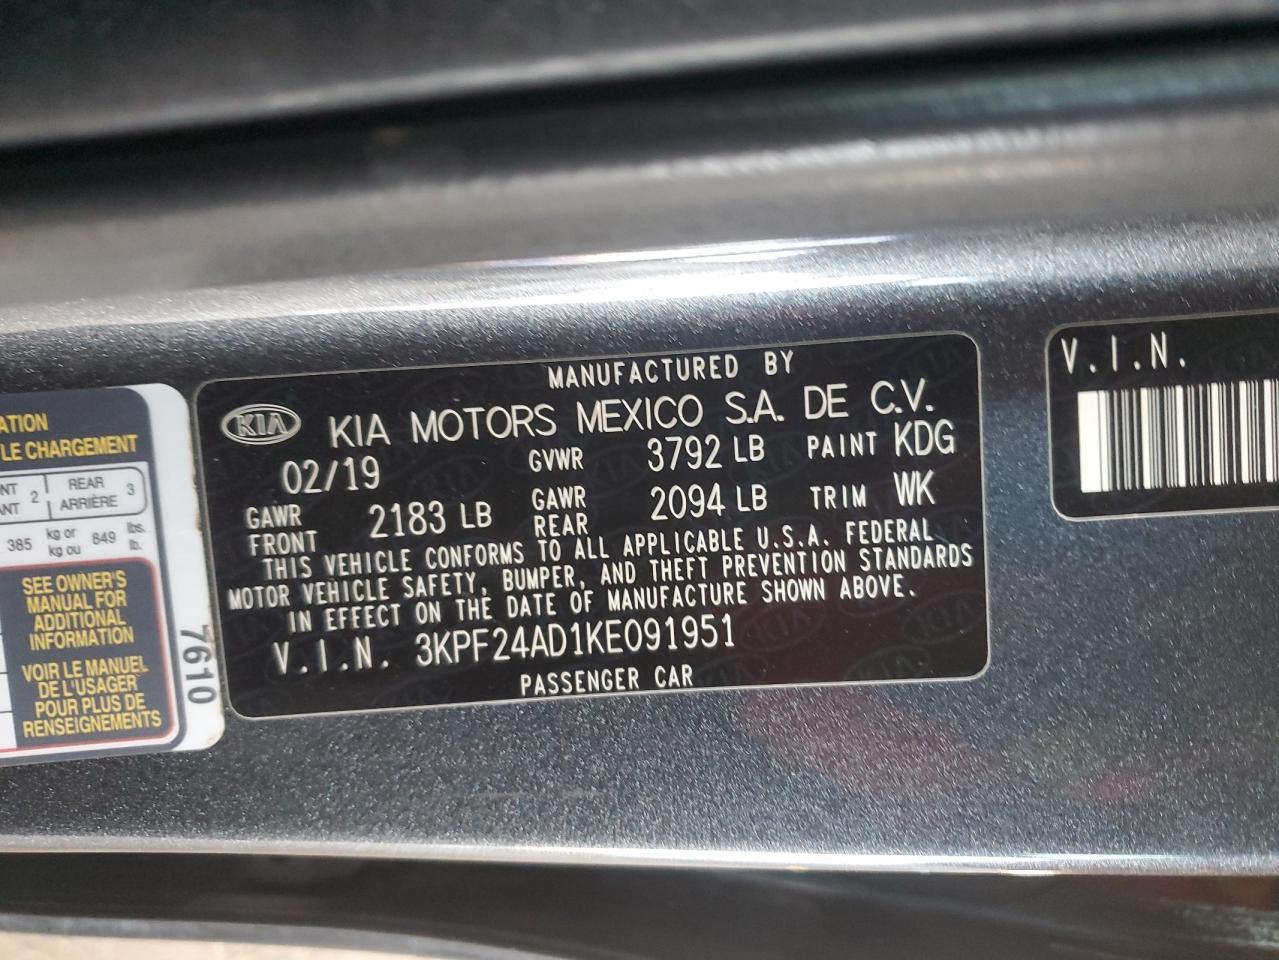 MANUFACTURED BY
KIA KIA MOTORS MEXICO S.A. DE C.V.
02/19 GVWR 3792 LB PAINT KDG
GAWR FRONT 2183 LB GAWR REAR 2094 LB TRIM WK
THIS VEHICLE CONFORMS TO ALL APPLICABLE U.S.A. FEDERAL
MOTOR VEHICLE SAFETY, BUMPER, AND THEFT PREVENTION STANDARDS
IN EFFECT ON THE DATE OF MANUFACTURE SHOWN ABOVE.
V.I.N. 3KPF24AD1KE091951
PASSENGER CAR
V.I.N.
LE CHARGEMENT
2 REAR ARRIÈRE 3
385 kg or kg ou 849 lbs. lb.
SEE OWNER'S
MANUAL FOR
ADDITIONAL
INFORMATION
VOIR LE MANUEL
DE L'USAGER
POUR PLUS DE
RENSEIGNEMENTS
7610